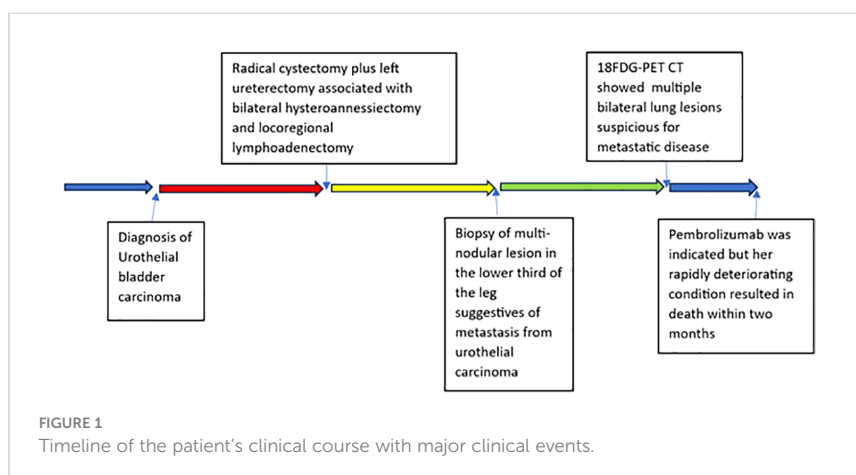 Radical cystectomy plus left
ureterectomy associated with
bilateral hysteroannessiectomy
and locoregional
lymphoadenectomy
18FDG-PET CT
showed multiple
bilateral lung lesions
suspicious for
metastatic disease
Diagnosis of
Urothelial
bladder
carcinoma
Biopsy of multi-
nodular lesion in
the lower third of
the leg
suggestives of
metastasis from
urothelial
carcinoma
Pembrolizumab was
indicated but her
rapidly deteriorating
condition resulted in
death within two
months
FIGURE 1
Timeline of the patient’s clinical course with major clinical events.